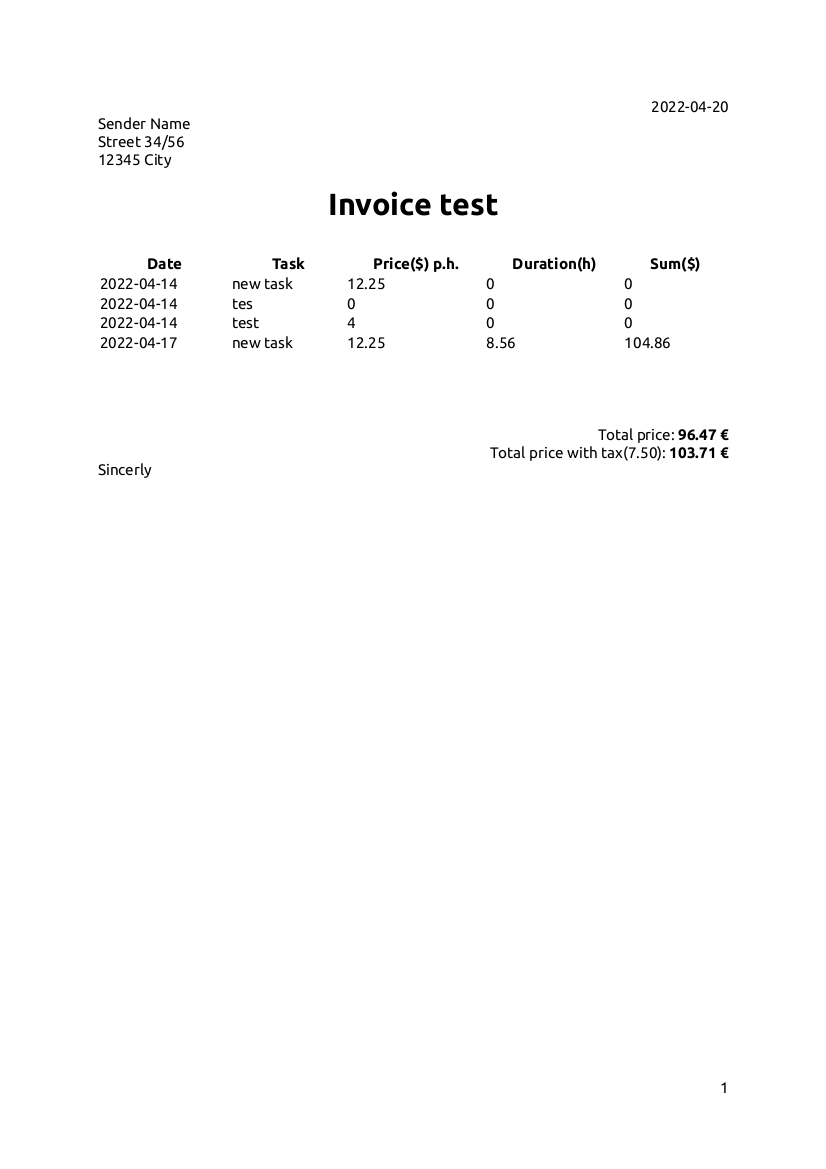 2022-04-20
Sender Name
Street 34/56
12345 City
Invoice test
Date Task Price($) p.h. Duration(h) Sum($)
2022-04-14 new task 12.25 0 0
2022-04-14 tes 0 0 0
2022-04-14 test 4 0 0
2022-04-17 new task 12.25 8.56 104.86
Total price: 96.47 €
Total price with tax(7.50): 103.71 €
Sincerly
1